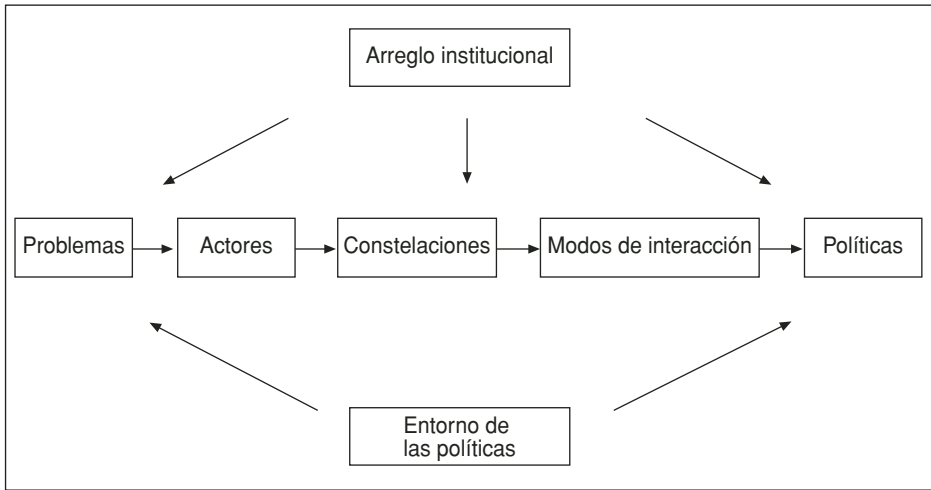 Arreglo institucional
Problemas
Actores
Constelaciones
Modos de interacción
Políticas
Entorno de
las políticas